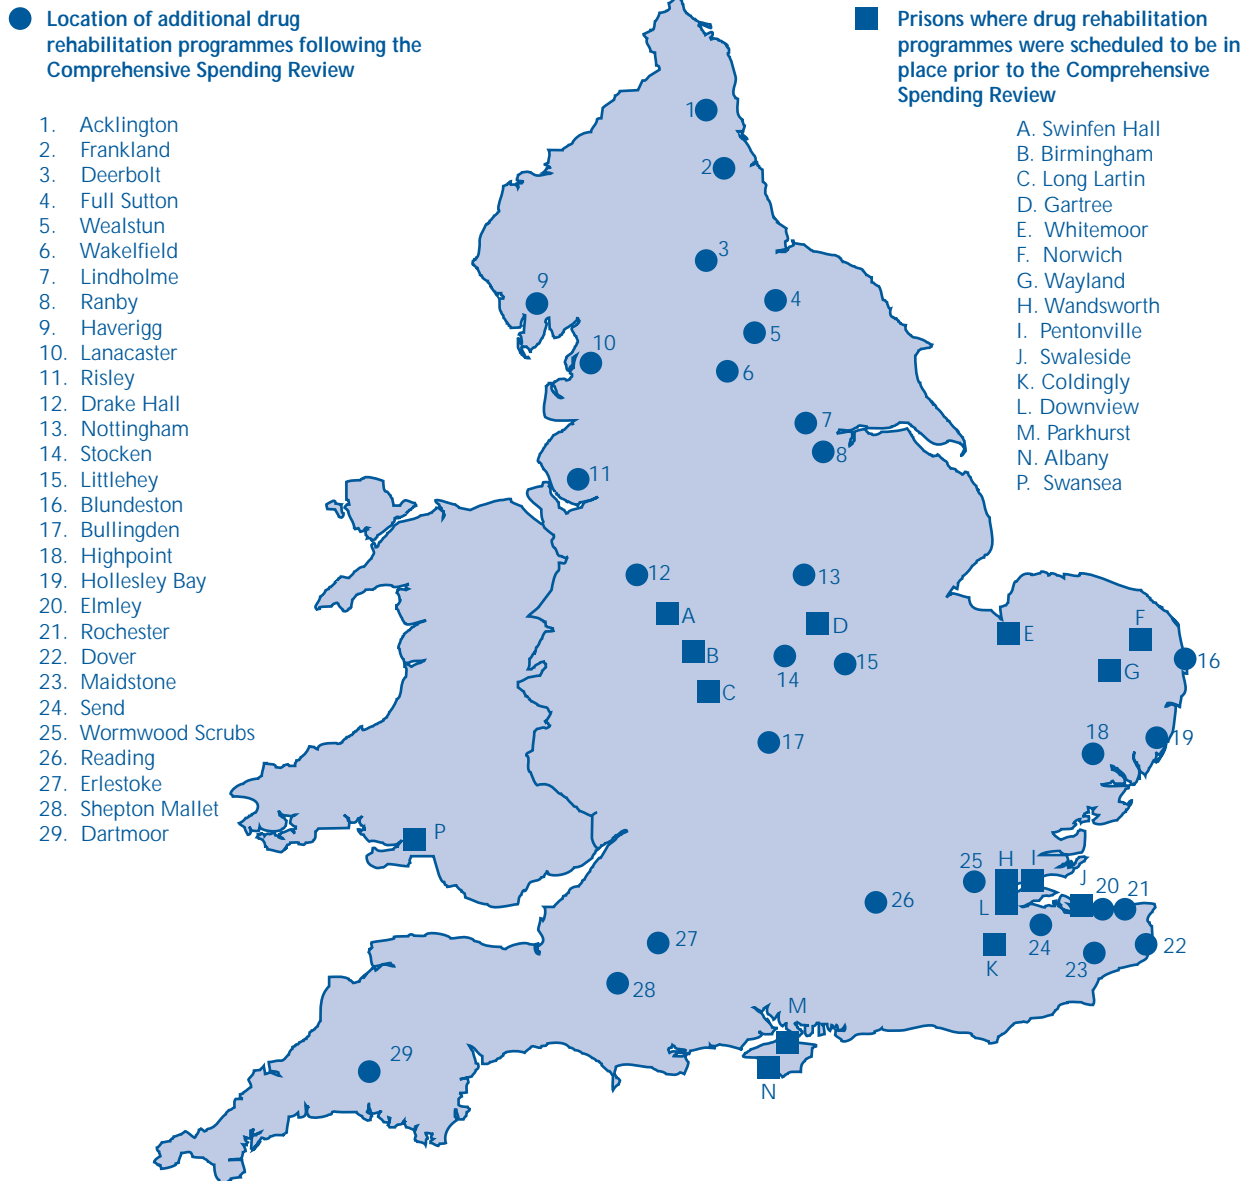 Location of additional drug
rehabilitation programmes following the
Comprehensive Spending Review
1. Acklington
2. Frankland
3. Deerbolt
4. Full Sutton
5. Wealstun
6. Wakelfield
7. Lindholme
8. Ranby
9. Haverigg
10. Lanacaster
11. Risley
12. Drake Hall
13. Nottingham
14. Stocken
15. Littlehey
16. Blundeston
17. Bullingden
18. Highpoint
19. Hollesley Bay
20. Elmley
21. Rochester
22. Dover
23. Maidstone
24. Send
25. Wormwood Scrubs
26. Reading
27. Erlestoke
28. Shepton Mallet
29. Dartmoor
Prisons where drug rehabilitation
programmes were scheduled to be in
place prior to the Comprehensive
Spending Review
A. Swinfen Hall
B. Birmingham
C. Long Lartin
D. Gartree
E. Whitemoor
F. Norwich
G. Wayland
H. Wandsworth
I. Pentonville
J. Swaleside
K. Coldingly
L. Downview
M. Parkhurst
N. Albany
P. Swansea
1
2
3
9
4
5
10
6
7
8
11
12
13
A
D
F
E
B
14
15
16
G
C
17
18
19
P
25
H
I
J
20
21
L
26
24
27
K
23
22
28
M
29
N